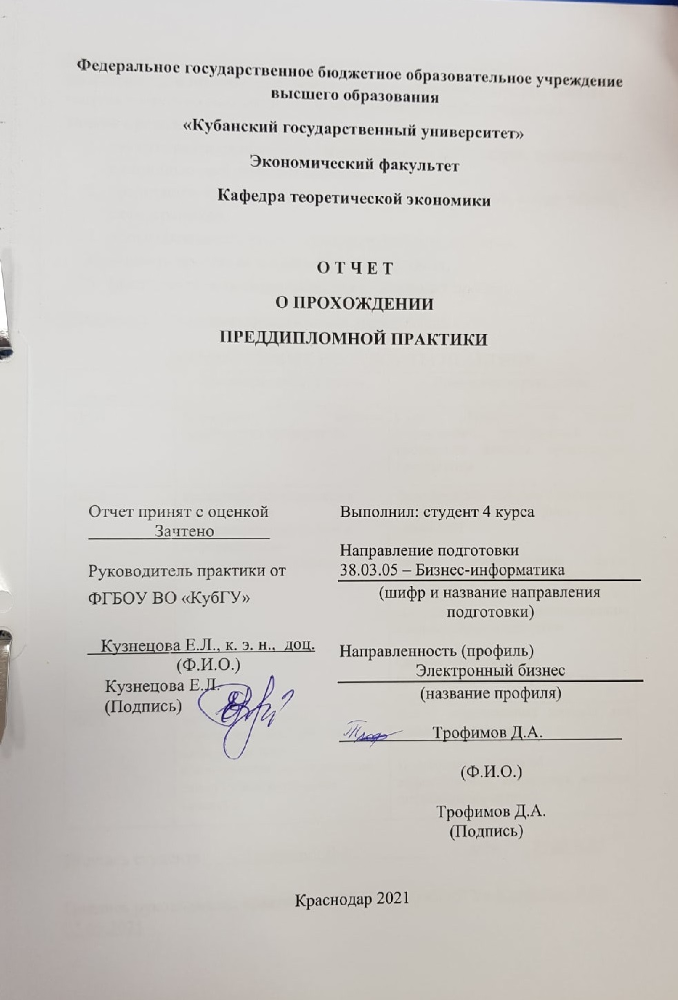 Федеральное государственное бюджетное образовательное учреждение
высшего образования
«Кубанский государственный университет»
Экономический факультет
Кафедра теоретической экономики
О Т Ч Е Т
О ПРОХОЖДЕНИИ
ПРЕДДИПЛОМНОЙ ПРАКТИКИ
Отчет принят с оценкой
Зачтено
Руководитель практики от
ФГБОУ ВО «КубГУ»
Кузнецова Е.Л., к. э. н., доц.
(Ф.И.О.)
Кузнецова Е.Л.
(Подпись)
Выполнил: студент 4 курса
Направление подготовки
38.03.05 – Бизнес-информатика
(шифр и название направления
подготовки)
Направленность (профиль)
Электронный бизнес
(название профиля)
Трофимов Д.А.
(Ф.И.О.)
Трофимов Д.А.
(Подпись)
Краснодар 2021